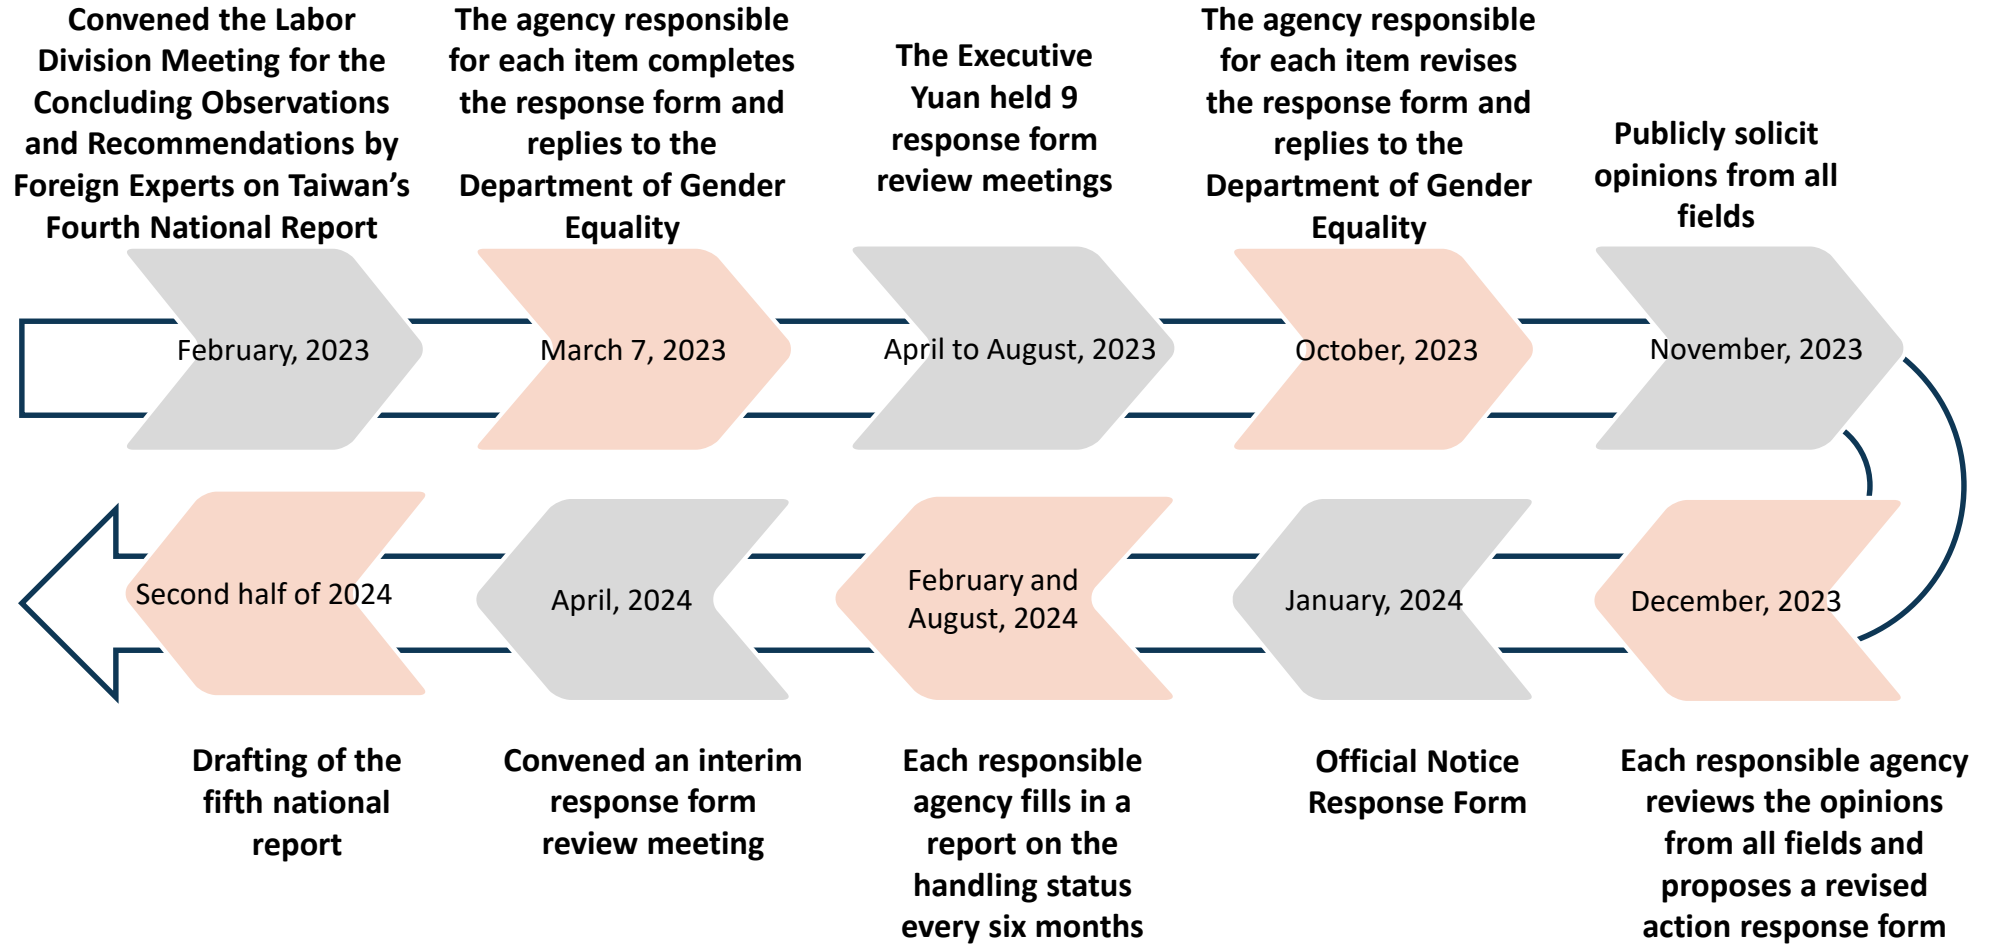 Convened the Labor
Division Meeting for the
Concluding Observations
and Recommendations by
Foreign Experts on Taiwan’s
Fourth National Report
February, 2023
The agency responsible
for each item completes
the response form and
replies to the
Department of Gender
Equality
March 7, 2023
The Executive
Yuan held 9
response form
review meetings
April to August, 2023
The agency responsible
for each item revises
the response form and
replies to the
Department of Gender
Equality
October, 2023
Publicly solicit
opinions from all
fields
November, 2023
December, 2023
Each responsible agency
reviews the opinions
from all fields and
proposes a revised
action response form
January, 2024
Official Notice
Response Form
February and
August, 2024
Each responsible
agency fills in a
report on the
handling status
every six months
April, 2024
Convened an interim
response form
review meeting
Second half of 2024
Drafting of the
fifth national
report